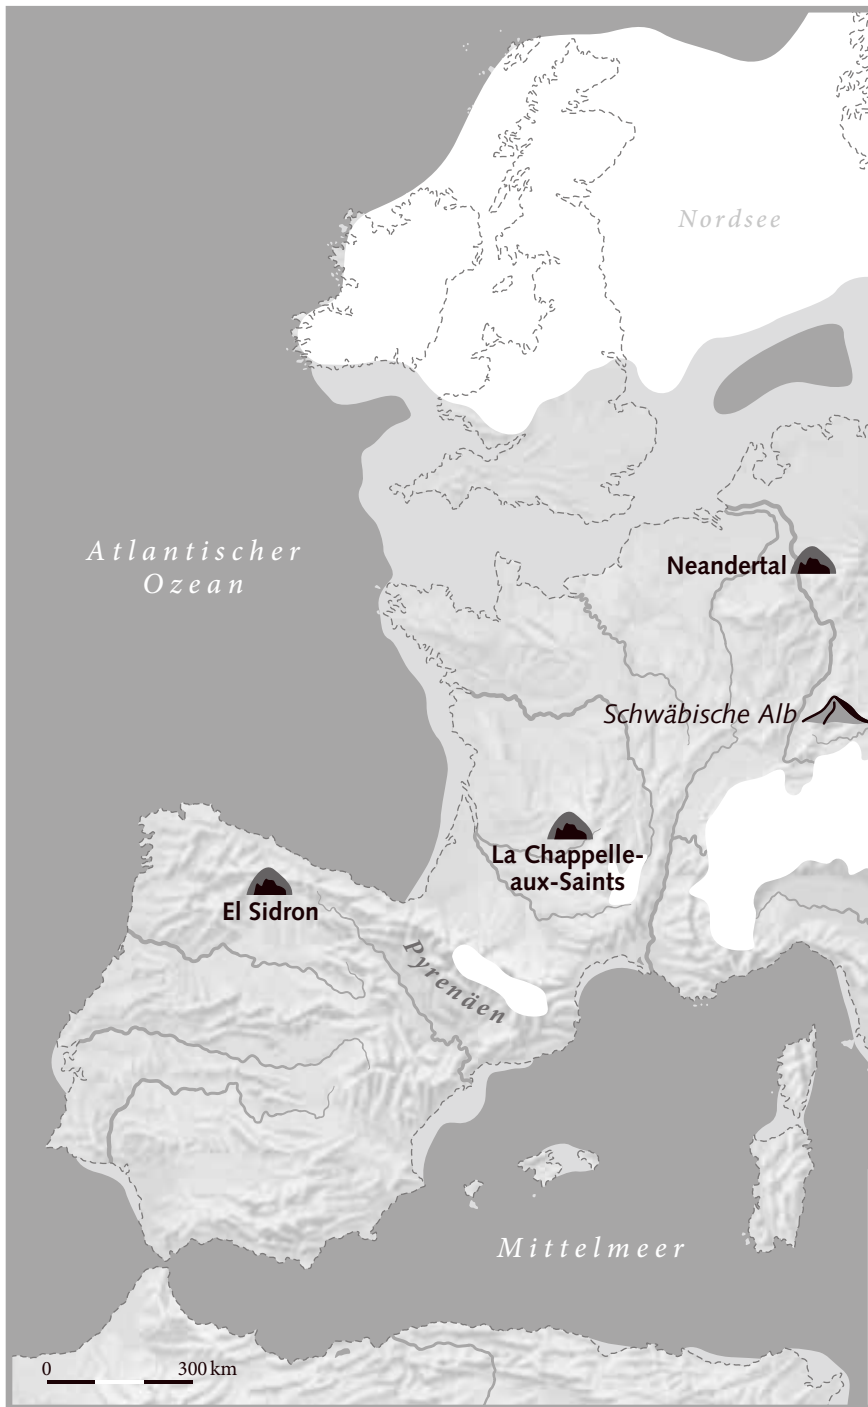 Nordsee
Atlantischer
Ozean
Neandertal
Schwäbische Alb
La Chappelle-
aux-Saints
El Sidron
Pyrenäen
Mittelmeer
0 300 km